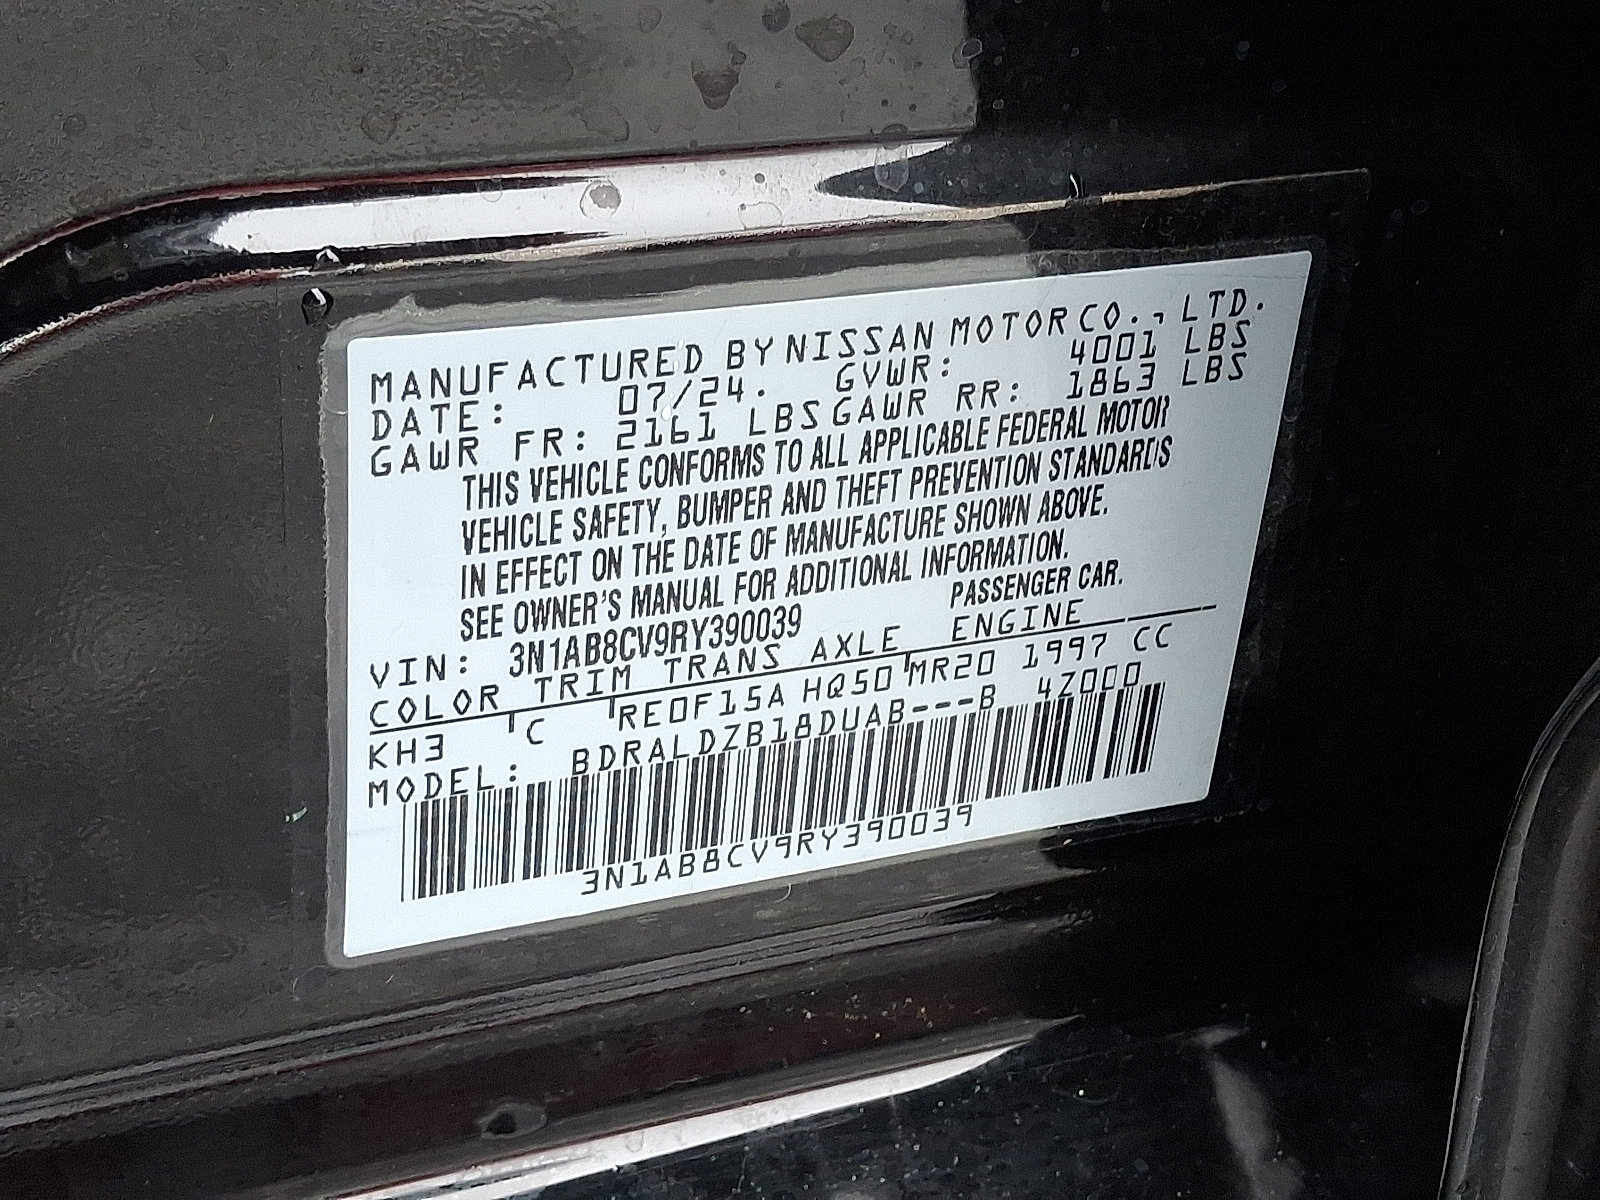 MANUFACTURED BY NISSAN MOTOR CO., LTD.
DATE: 07/24. GVWR: 4001 LBS
GAWR FR: 2161 LBS GAWR RR: 1863 LBS
THIS VEHICLE CONFORMS TO ALL APPLICABLE FEDERAL MOTOR
VEHICLE SAFETY, BUMPER AND THEFT PREVENTION STANDARDS
IN EFFECT ON THE DATE OF MANUFACTURE SHOWN ABOVE.
SEE OWNER'S MANUAL FOR ADDITIONAL INFORMATION.
PASSENGER CAR.
VIN: 3N1AB8CV9RY390039
COLOR TRIM TRANS AXLE ENGINE
KH3 C RE0F15A HQ50 MR20 1997 CC
MODEL: BDRALDZB18DUAB---B 4Z000
3N1AB8CV9RY390039